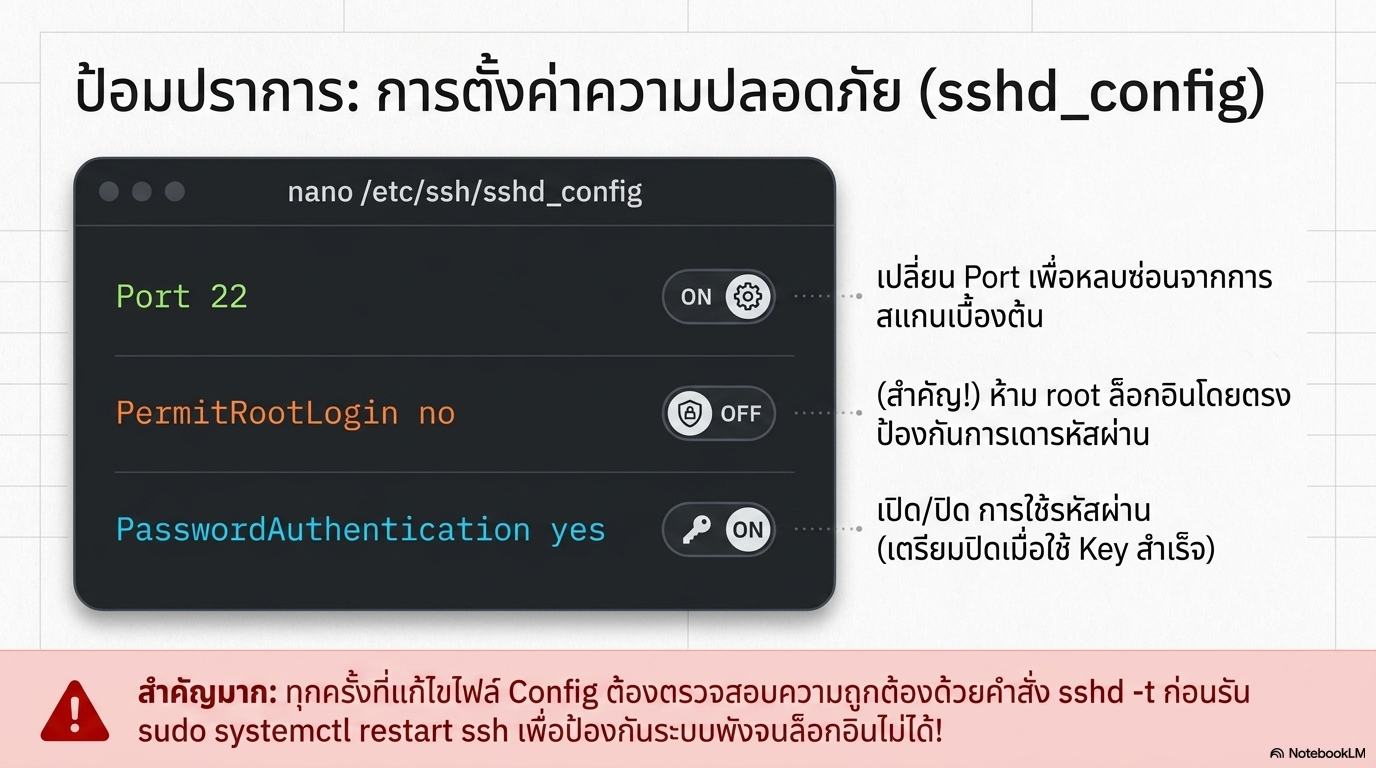 ป้อมปราการ: การตั้งค่าความปลอดภัย (sshd_config)
nano /etc/ssh/sshd_config
Port 22
ON
เปลี่ยน Port เพื่อหลบซ่อนจากการ
สแกนเบื้องต้น
PermitRootLogin no
OFF
(สำคัญ!) ห้าม root ล็อกอินโดยตรง
ป้องกันการเดารหัสผ่าน
PasswordAuthentication yes
ON
เปิด/ปิด การใช้รหัสผ่าน
(เตรียมปิดเมื่อใช้ Key สำเร็จ)
สำคัญมาก: ทุกครั้งที่แก้ไขไฟล์ Config ต้องตรวจสอบความถูกต้องด้วยคำสั่ง sshd -t ก่อนรัน
sudo systemctl restart ssh เพื่อป้องกันระบบพังจนล็อกอินไม่ได้!
NotebookLM